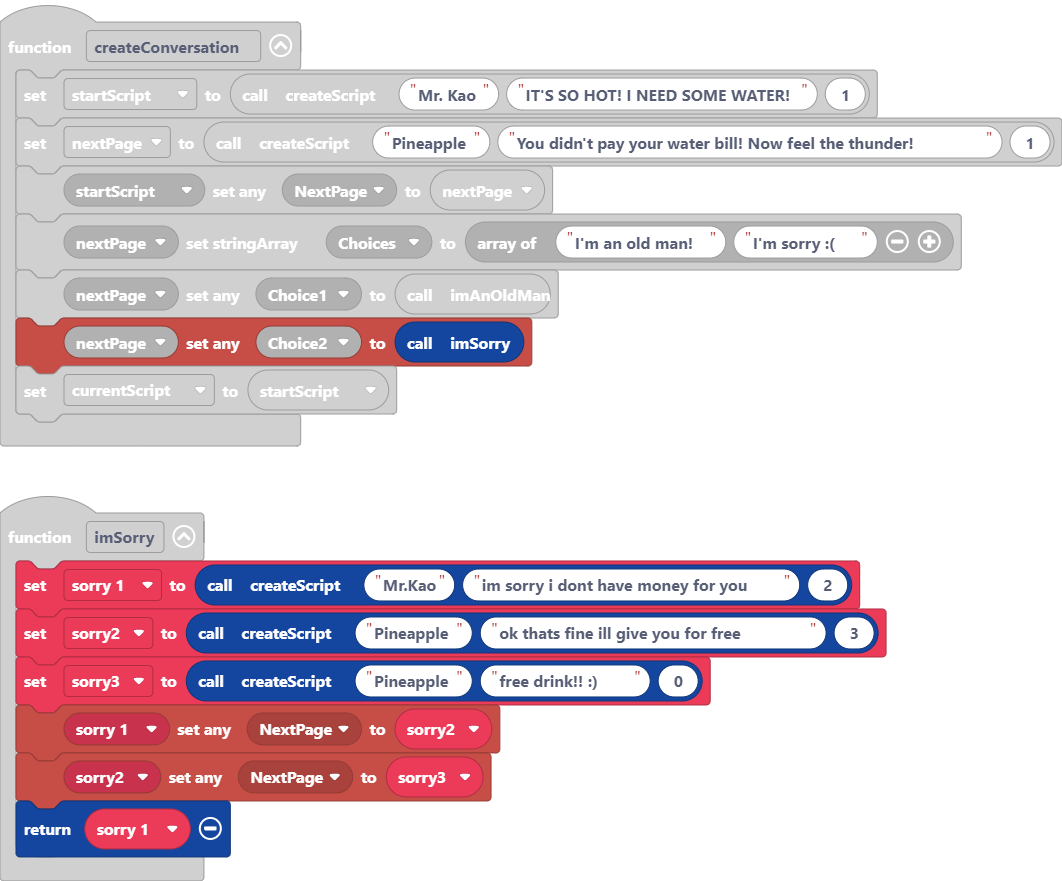 function createConversation
set startScript to call createScript "Mr. Kao" "IT'S SO HOT! I NEED SOME WATER!" 1
set nextPage to call createScript "Pineapple" "You didn't pay your water bill! Now feel the thunder!" 1
startScript set any NextPage to nextPage
nextPage set stringArray Choices to array of "I'm an old man!" "I'm sorry :("
nextPage set any Choice1 to call imAnOldMan
nextPage set any Choice2 to call imSorry
set currentScript to startScript
function imSorry
set sorry 1 to call createScript "Mr.Kao" "im sorry i dont have money for you" 2
set sorry2 to call createScript "Pineapple" "ok thats fine ill give you for free" 3
set sorry3 to call createScript "Pineapple" "free drink!! :)" 0
sorry 1 set any NextPage to sorry2
sorry2 set any NextPage to sorry3
return sorry 1